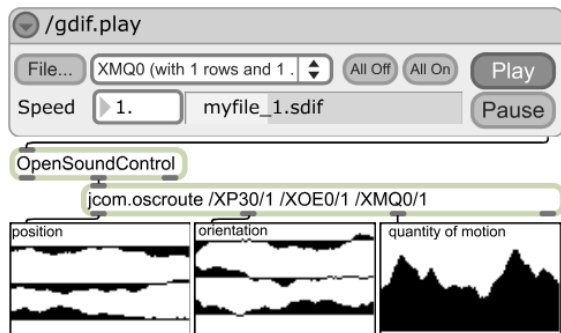 /gdif.play
File... XMQ0 (with 1 rows and 1 . All Off All On Play
Speed 1. myfile_1.sdif Pause
OpenSoundControl
jcom.oscroute /XP30/1 /XOE0/1 /XMQ0/1
position orientation quantity of motion